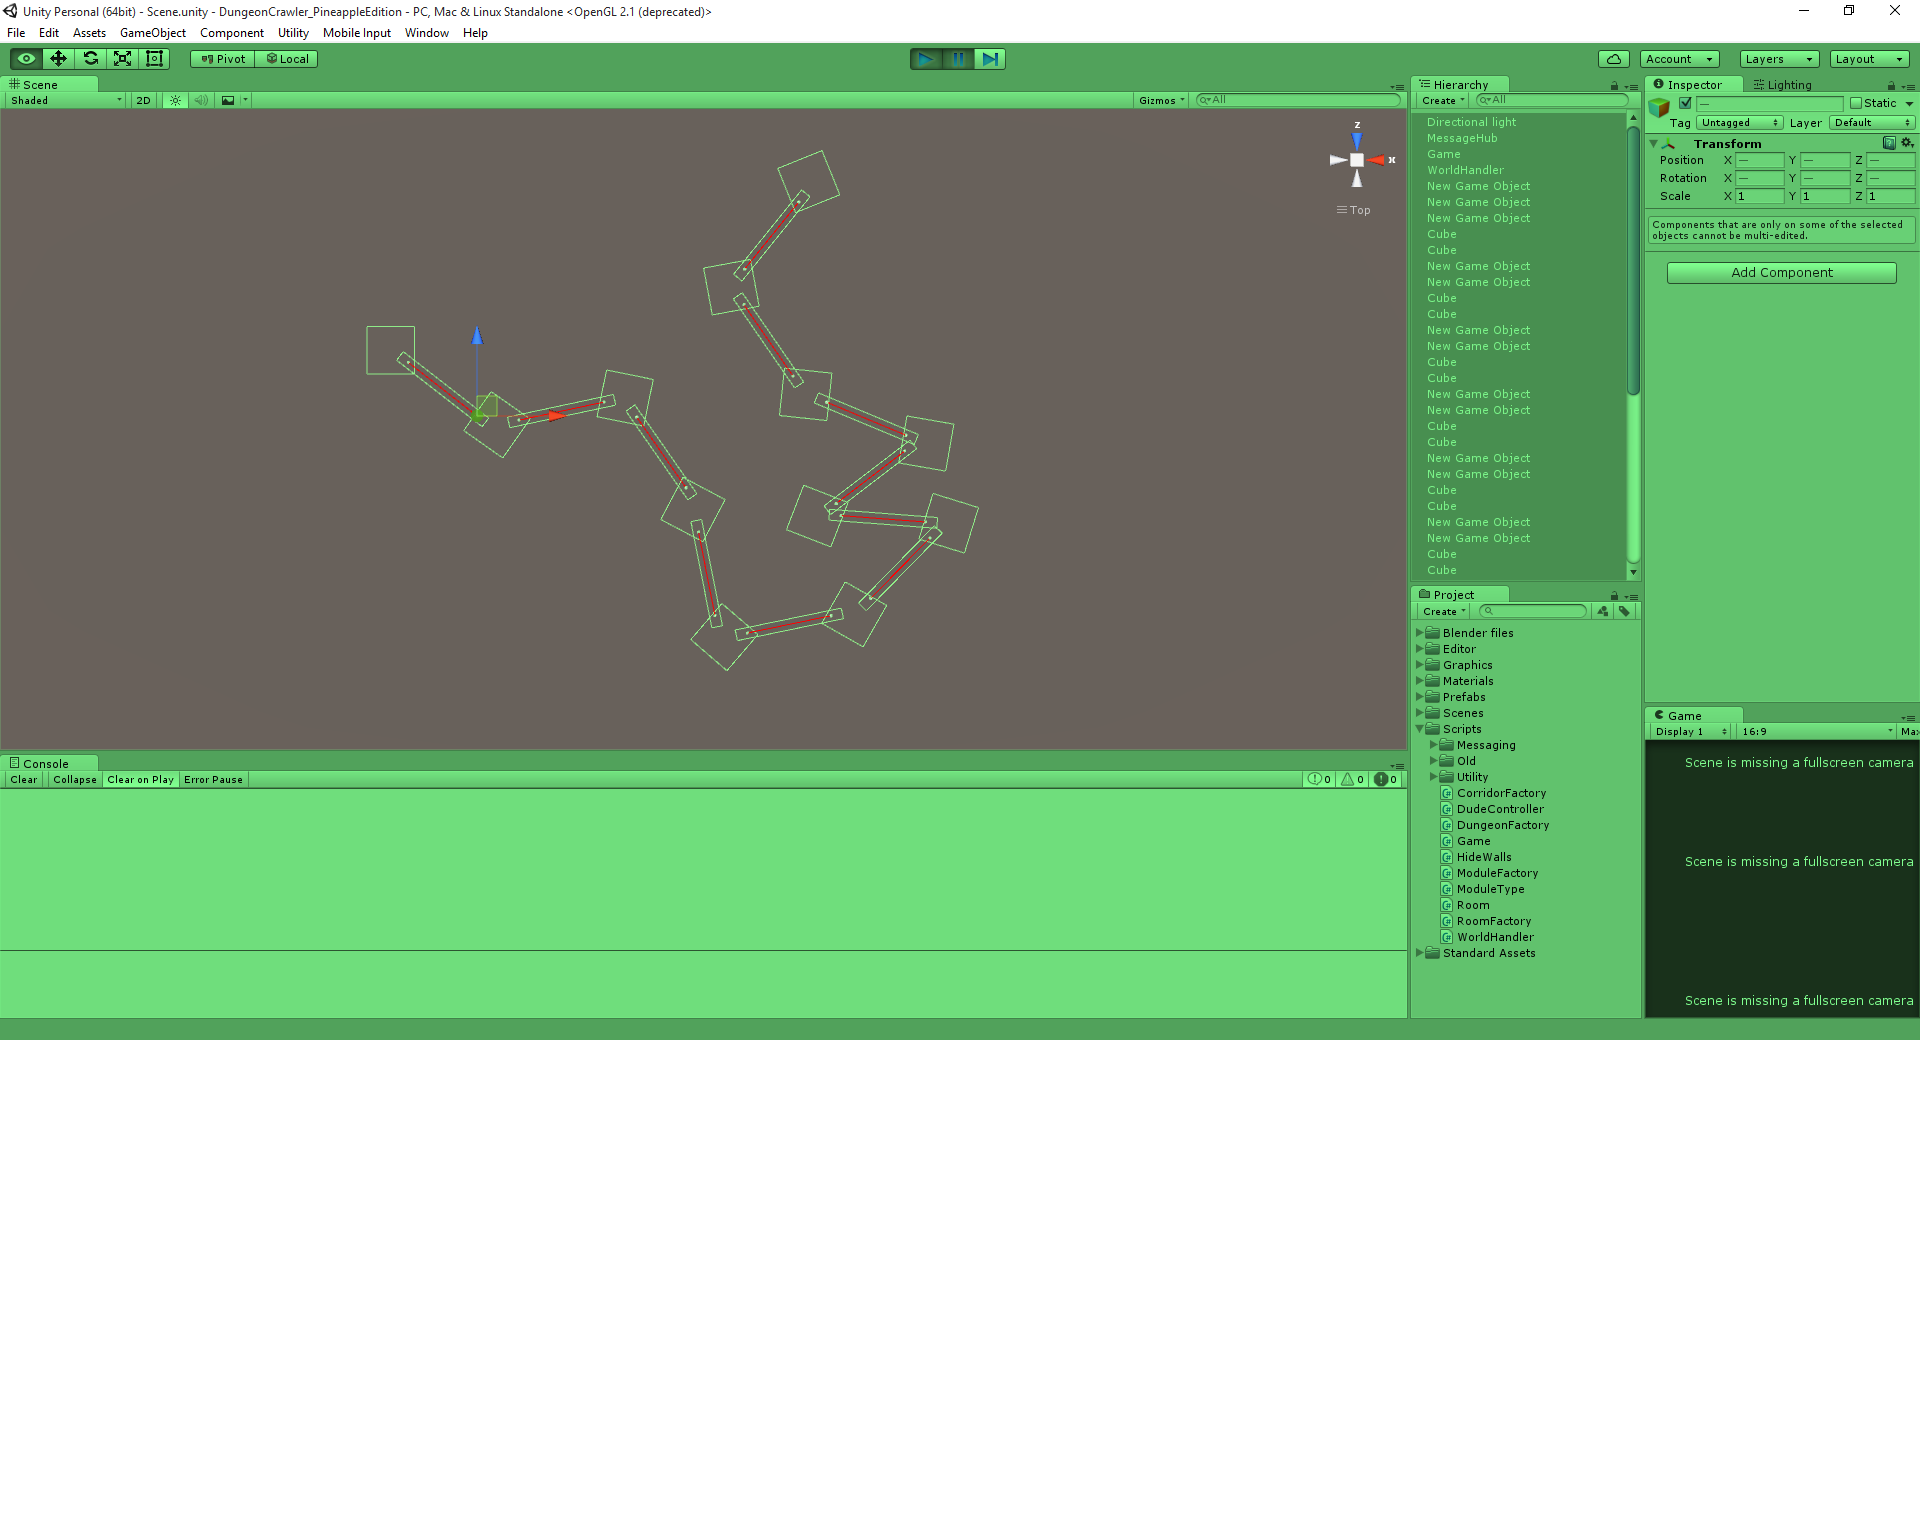 Unity Personal (64bit) - Scene.unity - DungeonCrawler_PineappleEdition - PC, Mac & Linux Standalone <OpenGL 2.1 (deprecated)>
File Edit Assets GameObject Component Utility Mobile Input Window Help
Pivot Local
Account Layers Layout
Scene
Shaded 2D
Gizmos All
z
x
Top
Hierarchy
Create All
Directional light
MessageHub
Game
WorldHandler
New Game Object
New Game Object
New Game Object
Cube
Cube
New Game Object
New Game Object
Cube
Cube
New Game Object
New Game Object
Cube
Cube
New Game Object
New Game Object
Cube
Cube
New Game Object
New Game Object
Cube
Cube
New Game Object
New Game Object
Cube
Cube
Inspector Lighting
— Static
Tag Untagged Layer Default
Transform
Position X — Y — Z —
Rotation X — Y — Z —
Scale X 1 Y 1 Z 1
Components that are only on some of the selected
objects cannot be multi-edited.
Add Component
Project
Create
Blender files
Editor
Graphics
Materials
Prefabs
Scenes
Scripts
Messaging
Old
Utility
CorridorFactory
DudeController
DungeonFactory
Game
HideWalls
ModuleFactory
ModuleType
Room
RoomFactory
WorldHandler
Standard Assets
Game
Display 1 16:9 Max
Scene is missing a fullscreen camera
Scene is missing a fullscreen camera
Scene is missing a fullscreen camera
Console
Clear Collapse Clear on Play Error Pause
0 0 0